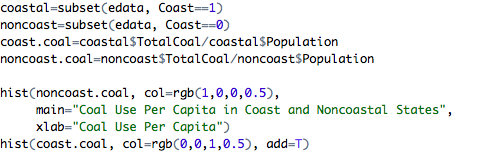 coastal=subset(edata, Coast==1)
noncoast=subset(edata, Coast==0)
coast.coal=coastal$TotalCoal/coastal$Population
noncoast.coal=noncoast$TotalCoal/noncoast$Population
hist(noncoast.coal, col=rgb(1,0,0,0.5),
main="Coal Use Per Capita in Coast and Noncoastal States",
xlab="Coal Use Per Capita")
hist(coast.coal, col=rgb(0,0,1,0.5), add=T)